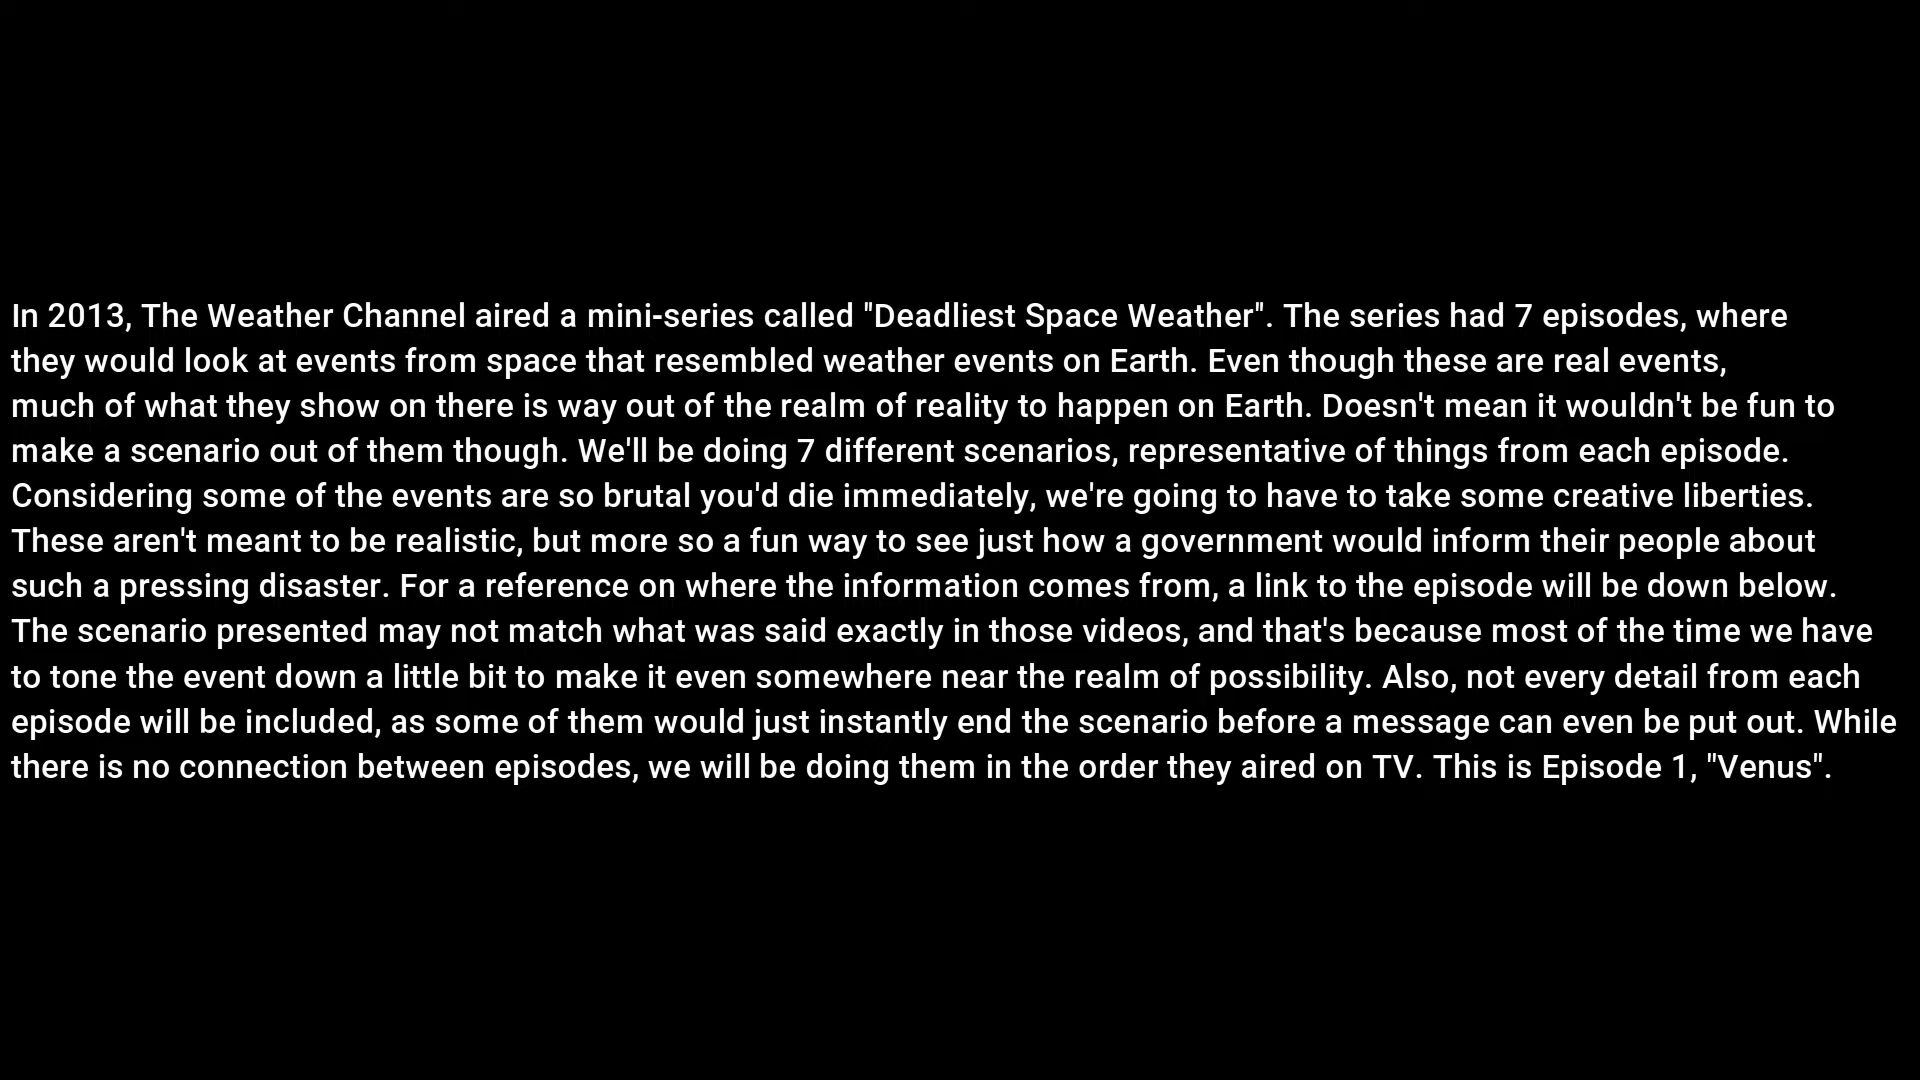 In 2013, The Weather Channel aired a mini-series called "Deadliest Space Weather". The series had 7 episodes, where
they would look at events from space that resembled weather events on Earth. Even though these are real events,
much of what they show on there is way out of the realm of reality to happen on Earth. Doesn't mean it wouldn't be fun to
make a scenario out of them though. We'll be doing 7 different scenarios, representative of things from each episode.
Considering some of the events are so brutal you'd die immediately, we're going to have to take some creative liberties.
These aren't meant to be realistic, but more so a fun way to see just how a government would inform their people about
such a pressing disaster. For a reference on where the information comes from, a link to the episode will be down below.
The scenario presented may not match what was said exactly in those videos, and that's because most of the time we have
to tone the event down a little bit to make it even somewhere near the realm of possibility. Also, not every detail from each
episode will be included, as some of them would just instantly end the scenario before a message can even be put out. While
there is no connection between episodes, we will be doing them in the order they aired on TV. This is Episode 1, "Venus".